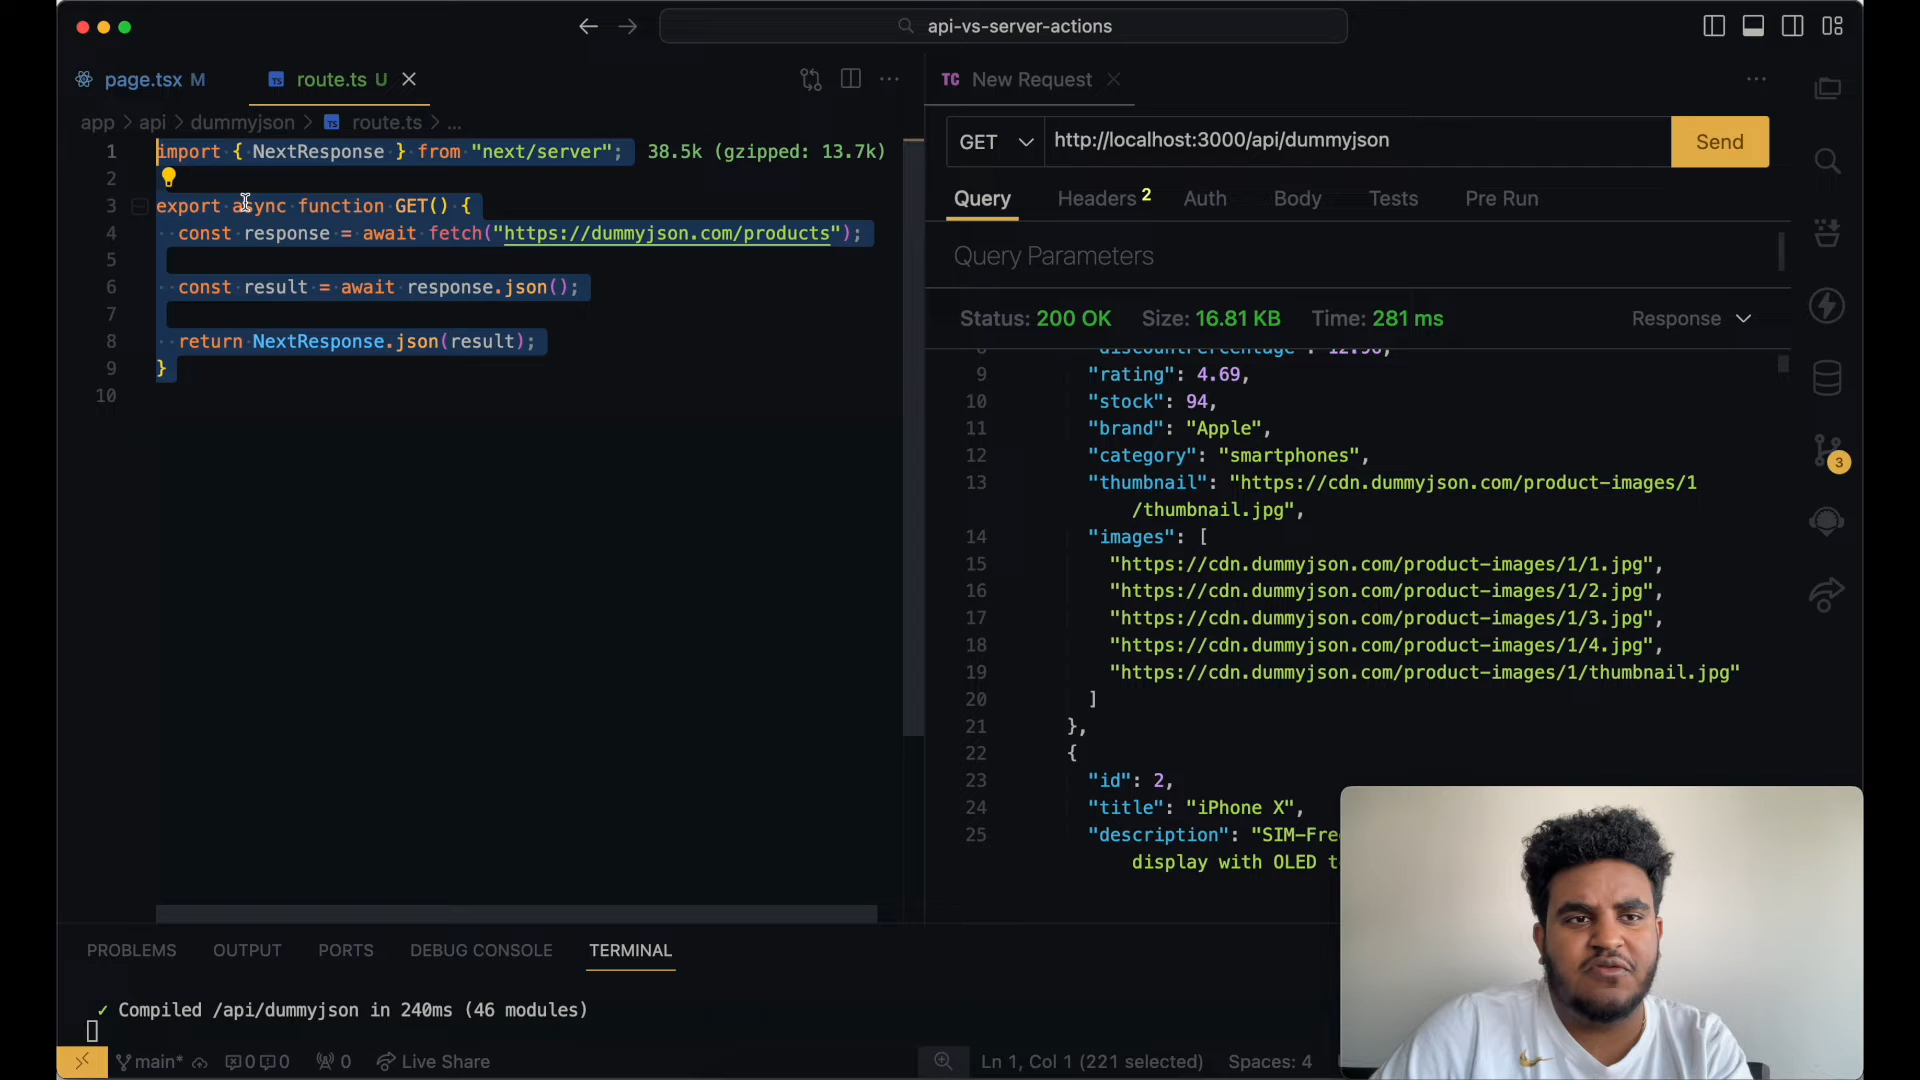 api-vs-server-actions
page.tsx M
route.ts U
TC New Request
app > api > dummyjson > TS route.ts > ...
1 import { NextResponse } from "next/server"; 38.5k (gzipped: 13.7k)
2
3 export async function GET() {
4 const response = await fetch("https://dummyjson.com/products");
5
6 const result = await response.json();
7
8 return NextResponse.json(result);
9 }
10
GET http://localhost:3000/api/dummyjson Send
Query Headers 2 Auth Body Tests Pre Run
Query Parameters
Status: 200 OK Size: 16.81 KB Time: 281 ms Response
9 "rating": 4.69,
10 "stock": 94,
11 "brand": "Apple",
12 "category": "smartphones",
13 "thumbnail": "https://cdn.dummyjson.com/product-images/1
/thumbnail.jpg",
14 "images": [
15 "https://cdn.dummyjson.com/product-images/1/1.jpg",
16 "https://cdn.dummyjson.com/product-images/1/2.jpg",
17 "https://cdn.dummyjson.com/product-images/1/3.jpg",
18 "https://cdn.dummyjson.com/product-images/1/4.jpg",
19 "https://cdn.dummyjson.com/product-images/1/thumbnail.jpg"
20 ]
21 },
22 {
23 "id": 2,
24 "title": "iPhone X",
25 "description": "SIM-Fre
display with OLED t
3
PROBLEMS OUTPUT PORTS DEBUG CONSOLE TERMINAL
✓ Compiled /api/dummyjson in 240ms (46 modules)
main* 0 0 0 Live Share
Ln 1, Col 1 (221 selected) Spaces: 4